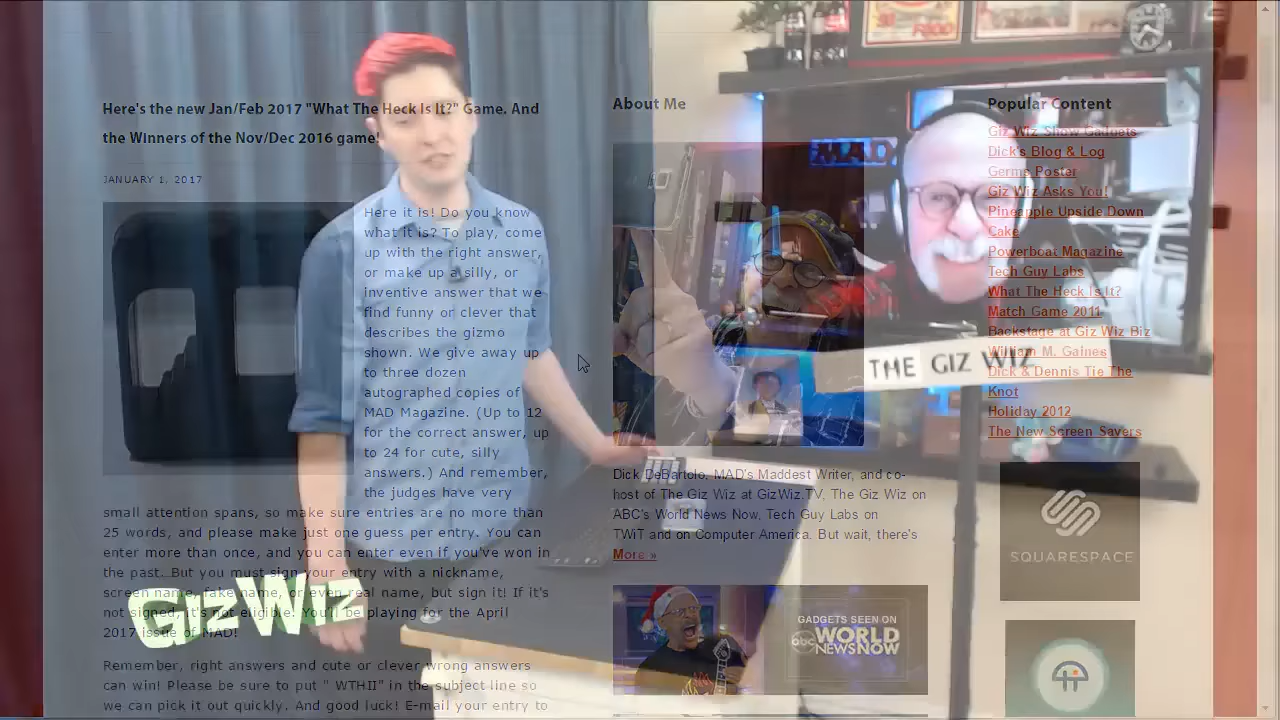 Here's the new Jan/Feb 2017 "What The Heck Is It?" Game. And
the Winners of the Nov/Dec 2016 game!
JANUARY 1, 2017
Here it is! Do you know
what it is? To play, come
up with the right answer,
or make up a silly, or
inventive answer that we
find funny or clever that
describes the gizmo
shown. We give away up
to three dozen
autographed copies of
MAD Magazine. (Up to 12
for the correct answer, up
to 24 for cute, silly
answers.) And remember,
the judges have very
small attention spans, so make sure entries are no more than
25 words, and please make just one guess per entry. You can
enter more than once, and you can enter even if you've won in
the past. But you must sign your entry with a nickname,
screen name, fake name, or even real name, but sign it! If it's
not signed, it's not eligible. You'll be playing for the April
2017 issue of MAD!
Remember, right answers and cute or clever wrong answers
can win! Please be sure to put " WTHII" in the subject line so
we can pick it out quickly. And good luck! E-mail your entry to
GizWiz
About Me
MAD
THE GIZ WIZ
Dick DeBartolo, MAD's Maddest Writer, and co-
host of The Giz Wiz at GizWiz.TV, The Giz Wiz on
ABC's World News Now, Tech Guy Labs on
TWiT and on Computer America. But wait, there's
More »
GADGETS SEEN ON
abc WORLD
NEWSNOW
Popular Content
Giz Wiz Show Gadgets
Dick's Blog & Log
Germs Poster
Giz Wiz Asks You!
Pineapple Upside Down
Cake
Powerboat Magazine
Tech Guy Labs
What The Heck Is It?
Match Game 2011
Backstage at Giz Wiz Biz
William M. Gaines
Dick & Dennis Tie The
Knot
Holiday 2012
The New Screen Savers
SQUARESPACE